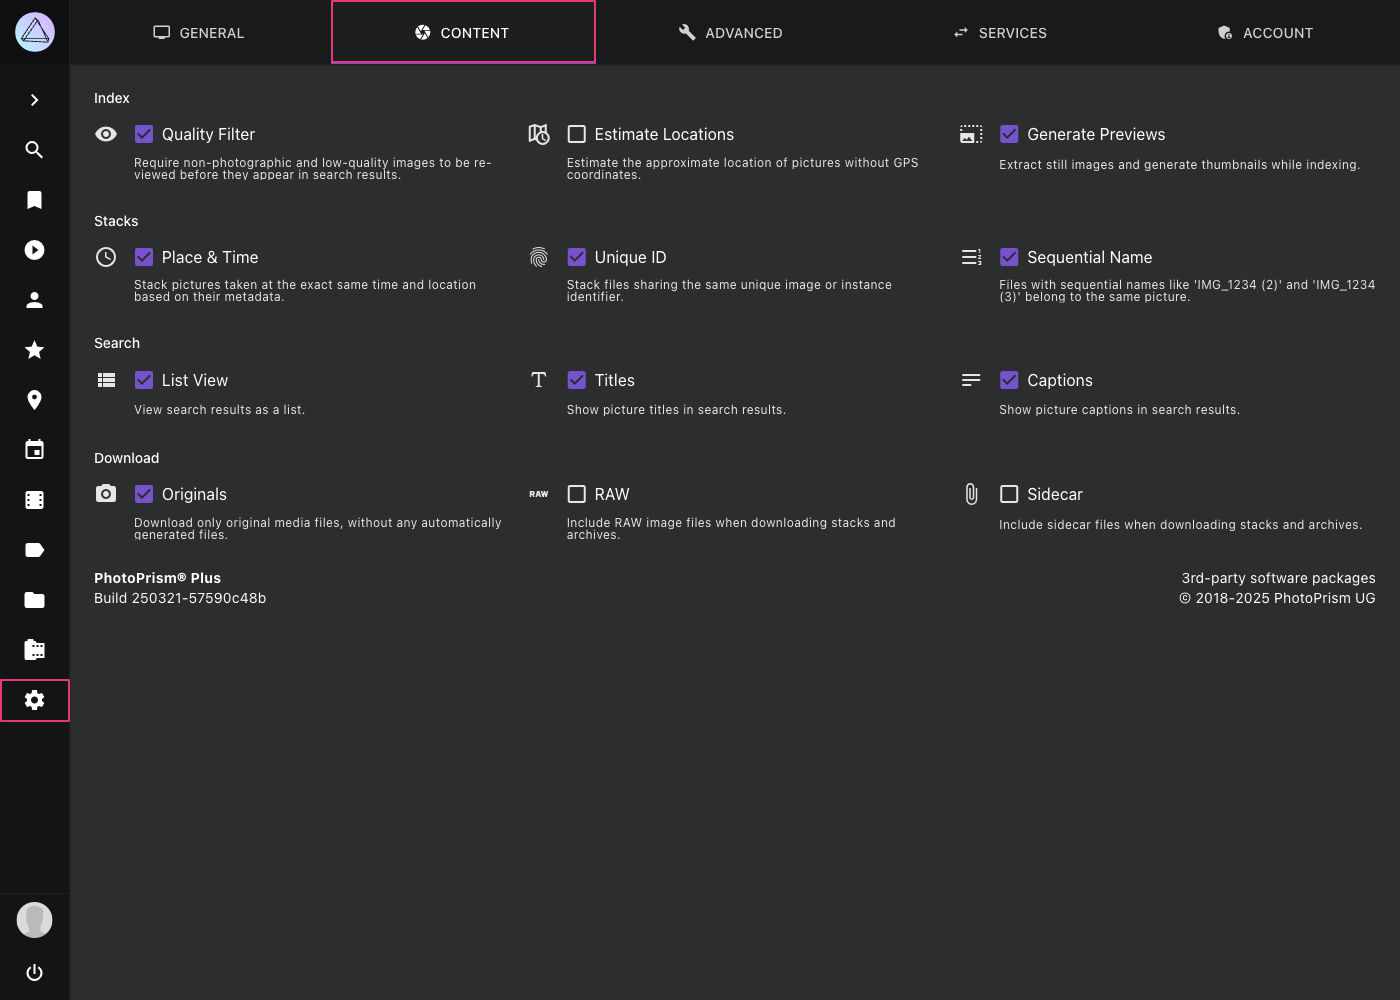 GENERAL
CONTENT
ADVANCED
SERVICES
ACCOUNT
Index
Quality Filter
Require non-photographic and low-quality images to be re-
viewed before they appear in search results.
Estimate Locations
Estimate the approximate location of pictures without GPS
coordinates.
Generate Previews
Extract still images and generate thumbnails while indexing.
Stacks
Place & Time
Stack pictures taken at the exact same time and location
based on their metadata.
Unique ID
Stack files sharing the same unique image or instance
identifier.
Sequential Name
Files with sequential names like 'IMG_1234 (2)' and 'IMG_1234
(3)' belong to the same picture.
Search
List View
View search results as a list.
Titles
Show picture titles in search results.
Captions
Show picture captions in search results.
Download
Originals
Download only original media files, without any automatically
generated files.
RAW
RAW
Include RAW image files when downloading stacks and
archives.
Sidecar
Include sidecar files when downloading stacks and archives.
PhotoPrism® Plus
Build 250321-57590c48b
3rd-party software packages
© 2018-2025 PhotoPrism UG